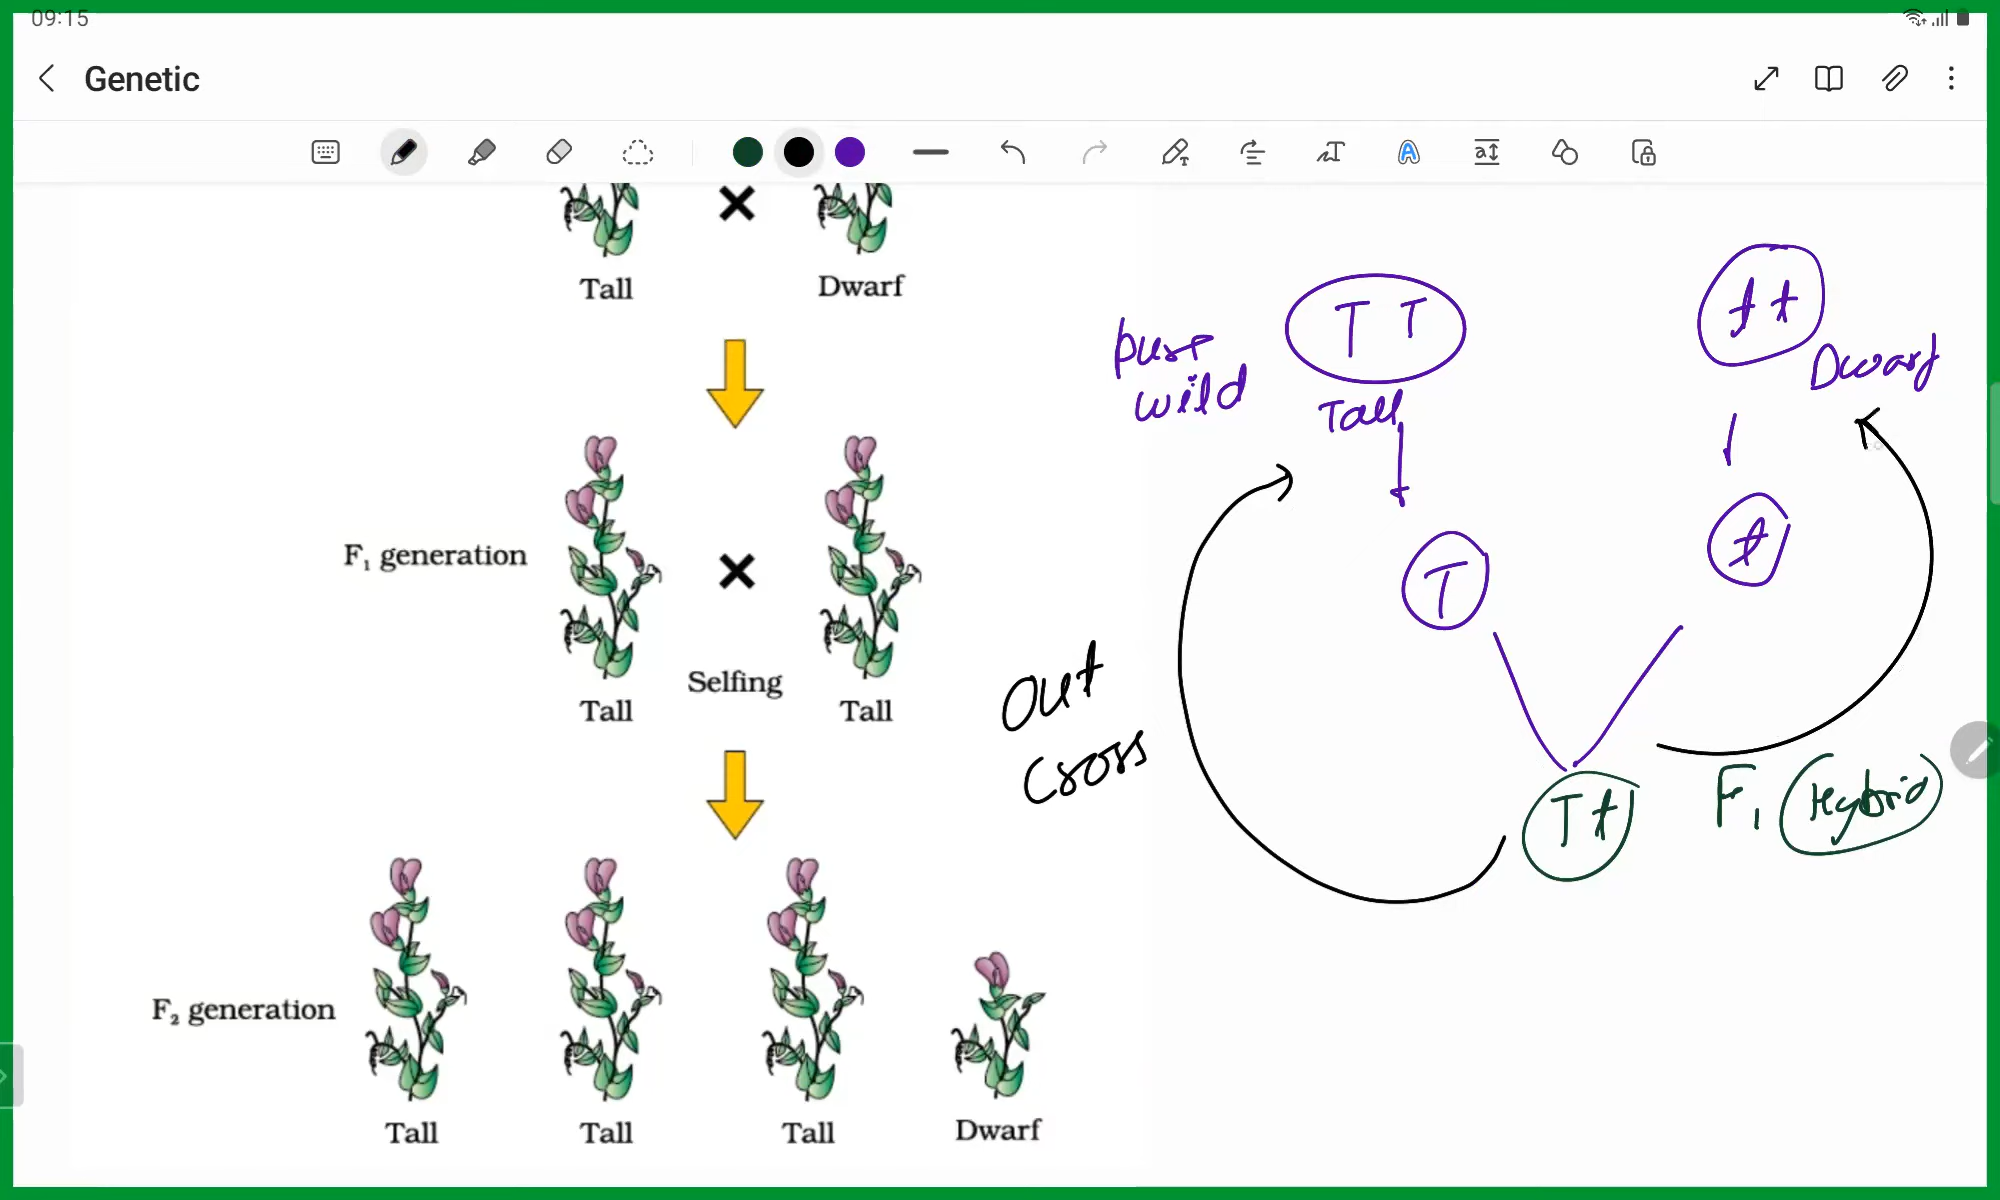 09:15
Genetic
Tall
Dwarf
F₁ generation
Selfing
Tall
Tall
F₂ generation
Tall
Tall
Tall
Dwarf
T T
t t
pure
wild
Tall
Dwarf
T
t
Out
Cross
T t
F₁ Hybrid